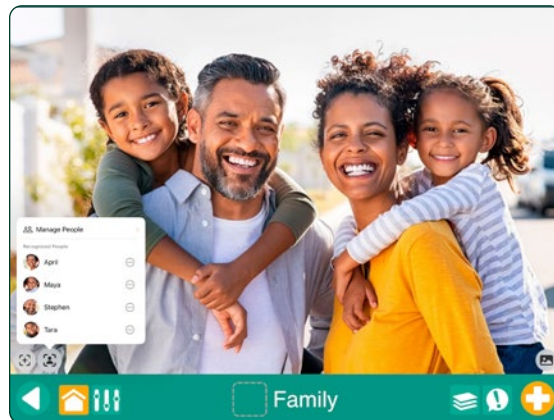 Manage People
Recognized People
April
Maya
Stephen
Tara
Family